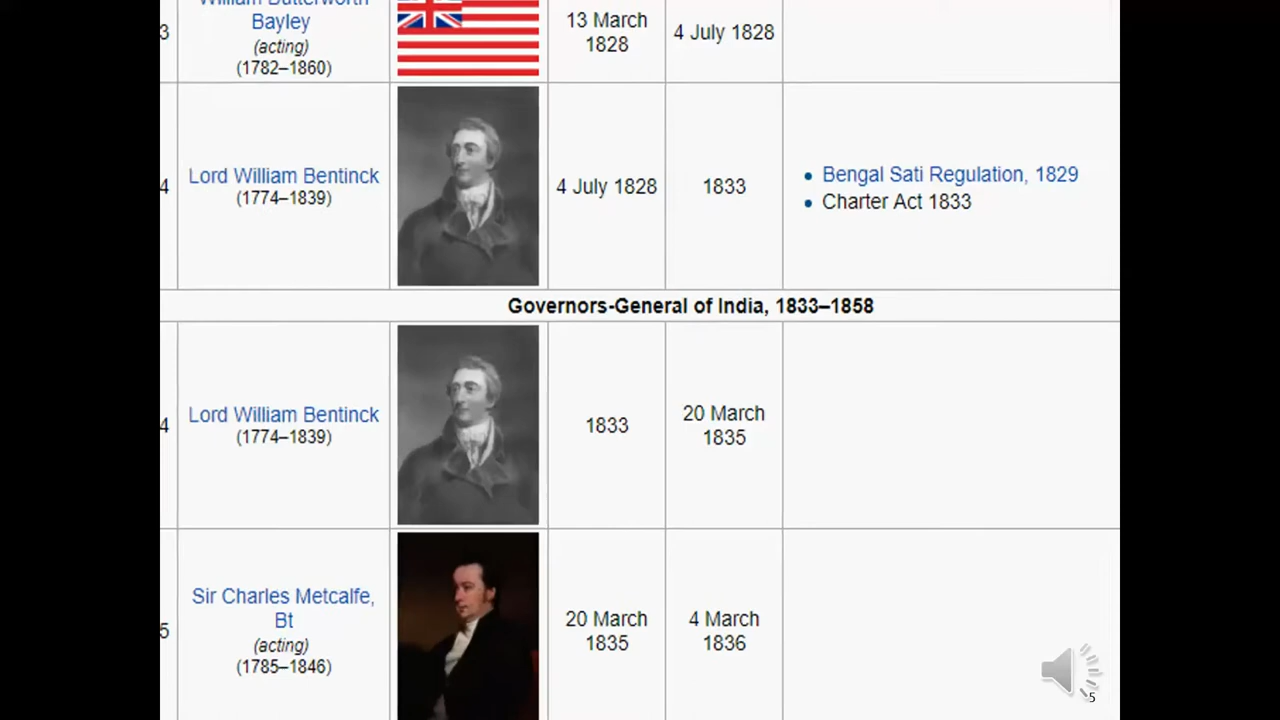 William Butterworth
Bayley
(acting)
(1782–1860)
13 March
1828
4 July 1828
3
4
Lord William Bentinck
(1774–1839)
4 July 1828
1833
Bengal Sati Regulation, 1829
Charter Act 1833
Governors-General of India, 1833–1858
4
Lord William Bentinck
(1774–1839)
1833
20 March
1835
5
Sir Charles Metcalfe,
Bt
(acting)
(1785–1846)
20 March
1835
4 March
1836
5